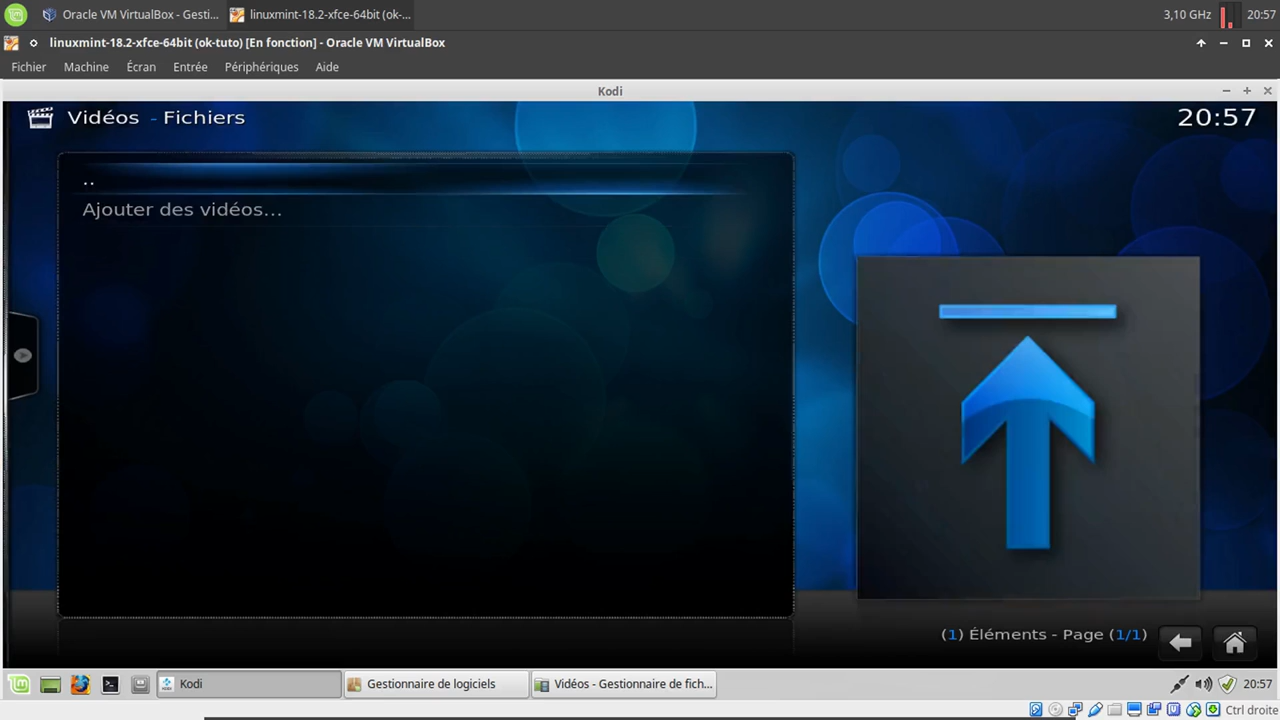 Oracle VM VirtualBox - Gesti...
linuxmint-18.2-xfce-64bit (ok-...
3,10 GHz
20:57
linuxmint-18.2-xfce-64bit (ok-tuto) [En fonction] - Oracle VM VirtualBox
Fichier
Machine
Écran
Entrée
Périphériques
Aide
Kodi
Vidéos - Fichiers
20:57
..
Ajouter des vidéos...
(1) Éléments - Page (1/1)
Kodi
Gestionnaire de logiciels
Vidéos - Gestionnaire de fich...
20:57
Ctrl droite